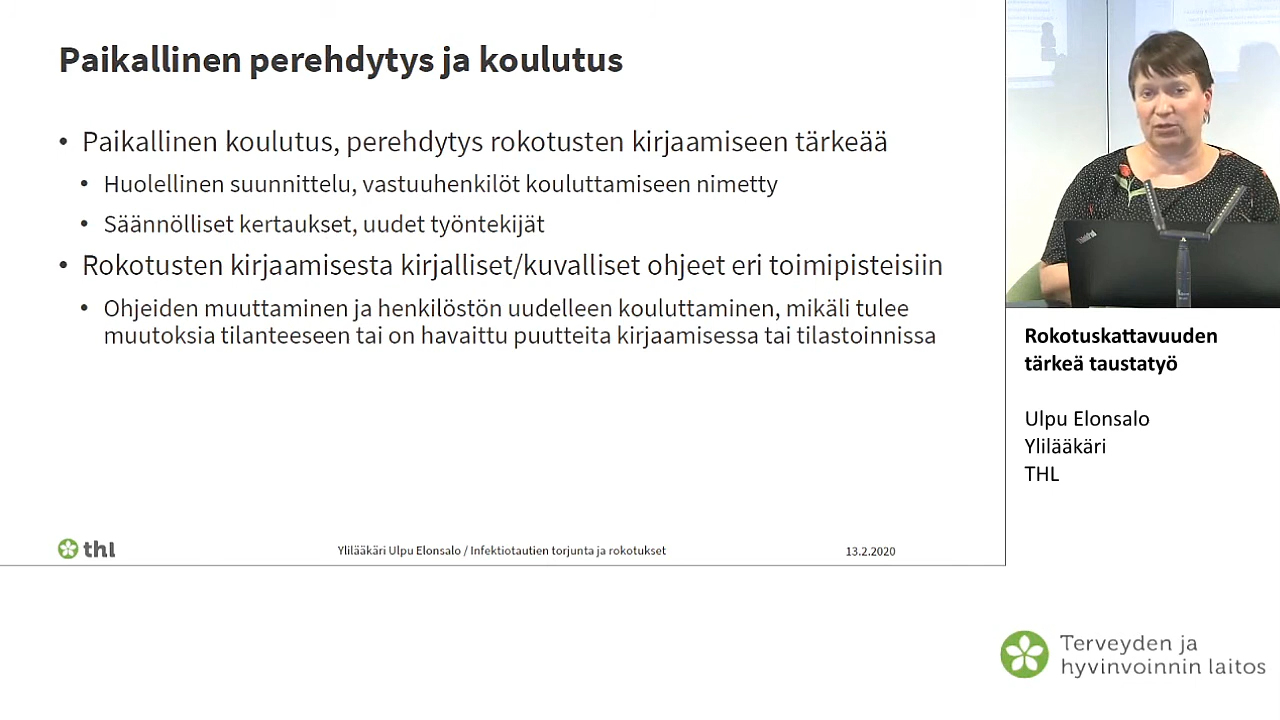 Paikallinen perehdytys ja koulutus
• Paikallinen koulutus, perehdytys rokotusten kirjaamiseen tärkeää
• Huolellinen suunnittelu, vastuuhenkilöt kouluttamiseen nimetty
• Säännölliset kertaukset, uudet työntekijät
• Rokotusten kirjaamisesta kirjalliset/kuvalliset ohjeet eri toimipisteisiin
• Ohjeiden muuttaminen ja henkilöstön uudelleen kouluttaminen, mikäli tulee
muutoksia tilanteeseen tai on havaittu puutteita kirjaamisessa tai tilastoinnissa
thl
Ylilääkäri Ulpu Elonsalo / Infektiotautien torjunta ja rokotukset
13.2.2020
ThinkPad
Rokotuskattavuuden
tärkeä taustatyö
Ulpu Elonsalo
Ylilääkäri
THL
Terveyden ja
hyvinvoinnin laitos